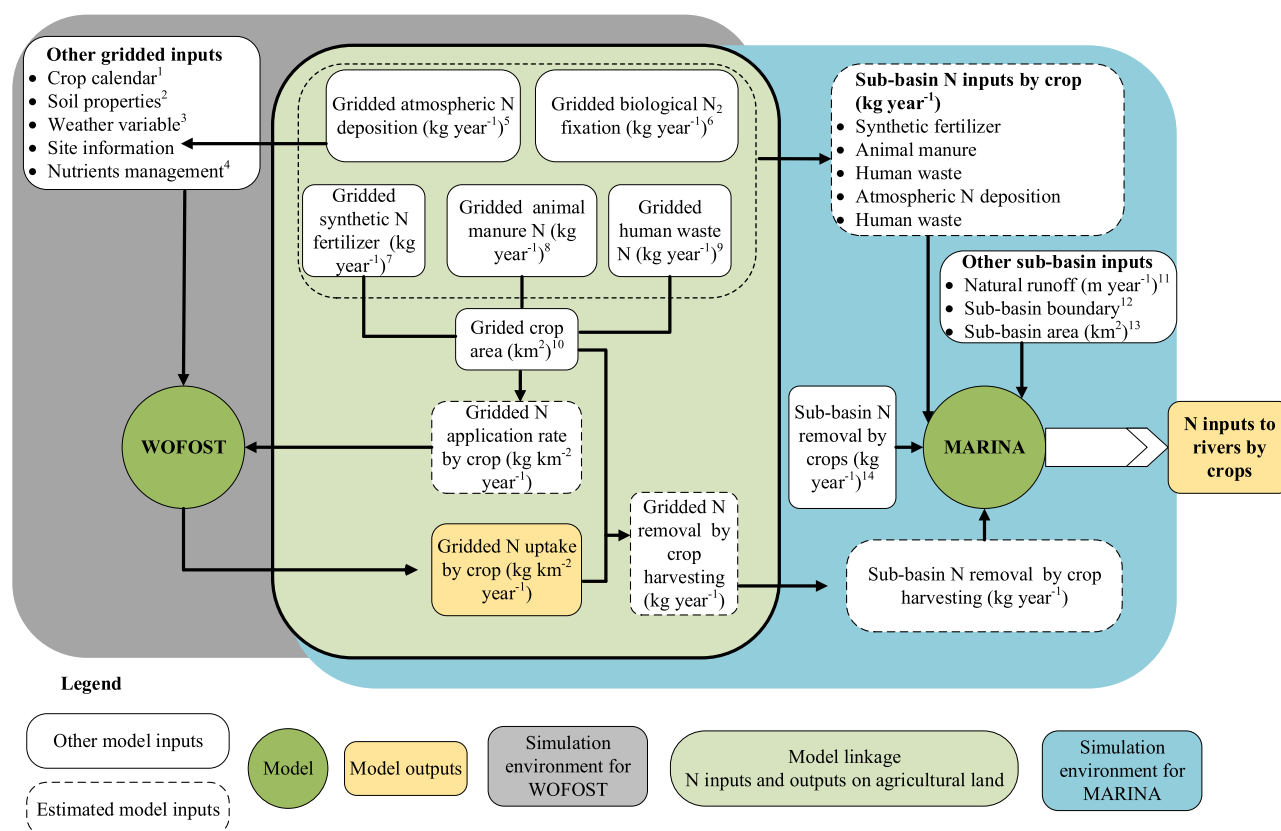 Other gridded inputs
• Crop calendar¹
• Soil properties²
• Weather variable³
• Site information
• Nutrients management⁴
Gridded atmospheric N
deposition (kg year⁻¹)⁵
Gridded biological N₂
fixation (kg year⁻¹)⁶
Gridded
synthetic N
fertilizer (kg
year⁻¹)⁷
Gridded animal
manure N (kg
year⁻¹)⁸
Gridded
human waste
N (kg year⁻¹)⁹
Grided crop
area (km²)¹⁰
Gridded N
application rate
by crop (kg km⁻²
year⁻¹)
WOFOST
Gridded N uptake
by crop (kg km⁻²
year⁻¹)
Gridded N
removal by
crop
harvesting
(kg year⁻¹)
Sub-basin N inputs by crop
(kg year⁻¹)
• Synthetic fertilizer
• Animal manure
• Human waste
• Atmospheric N deposition
• Human waste
Other sub-basin inputs
• Natural runoff (m year⁻¹)¹¹
• Sub-basin boundary¹²
• Sub-basin area (km²)¹³
Sub-basin N
removal by
crops (kg
year⁻¹)¹⁴
MARINA
N inputs to
rivers by
crops
Sub-basin N removal by crop
harvesting (kg year⁻¹)
Legend
Other model inputs
Estimated model inputs
Model
Model outputs
Simulation
environment for
WOFOST
Model linkage
N inputs and outputs on agricultural land
Simulation
environment for
MARINA